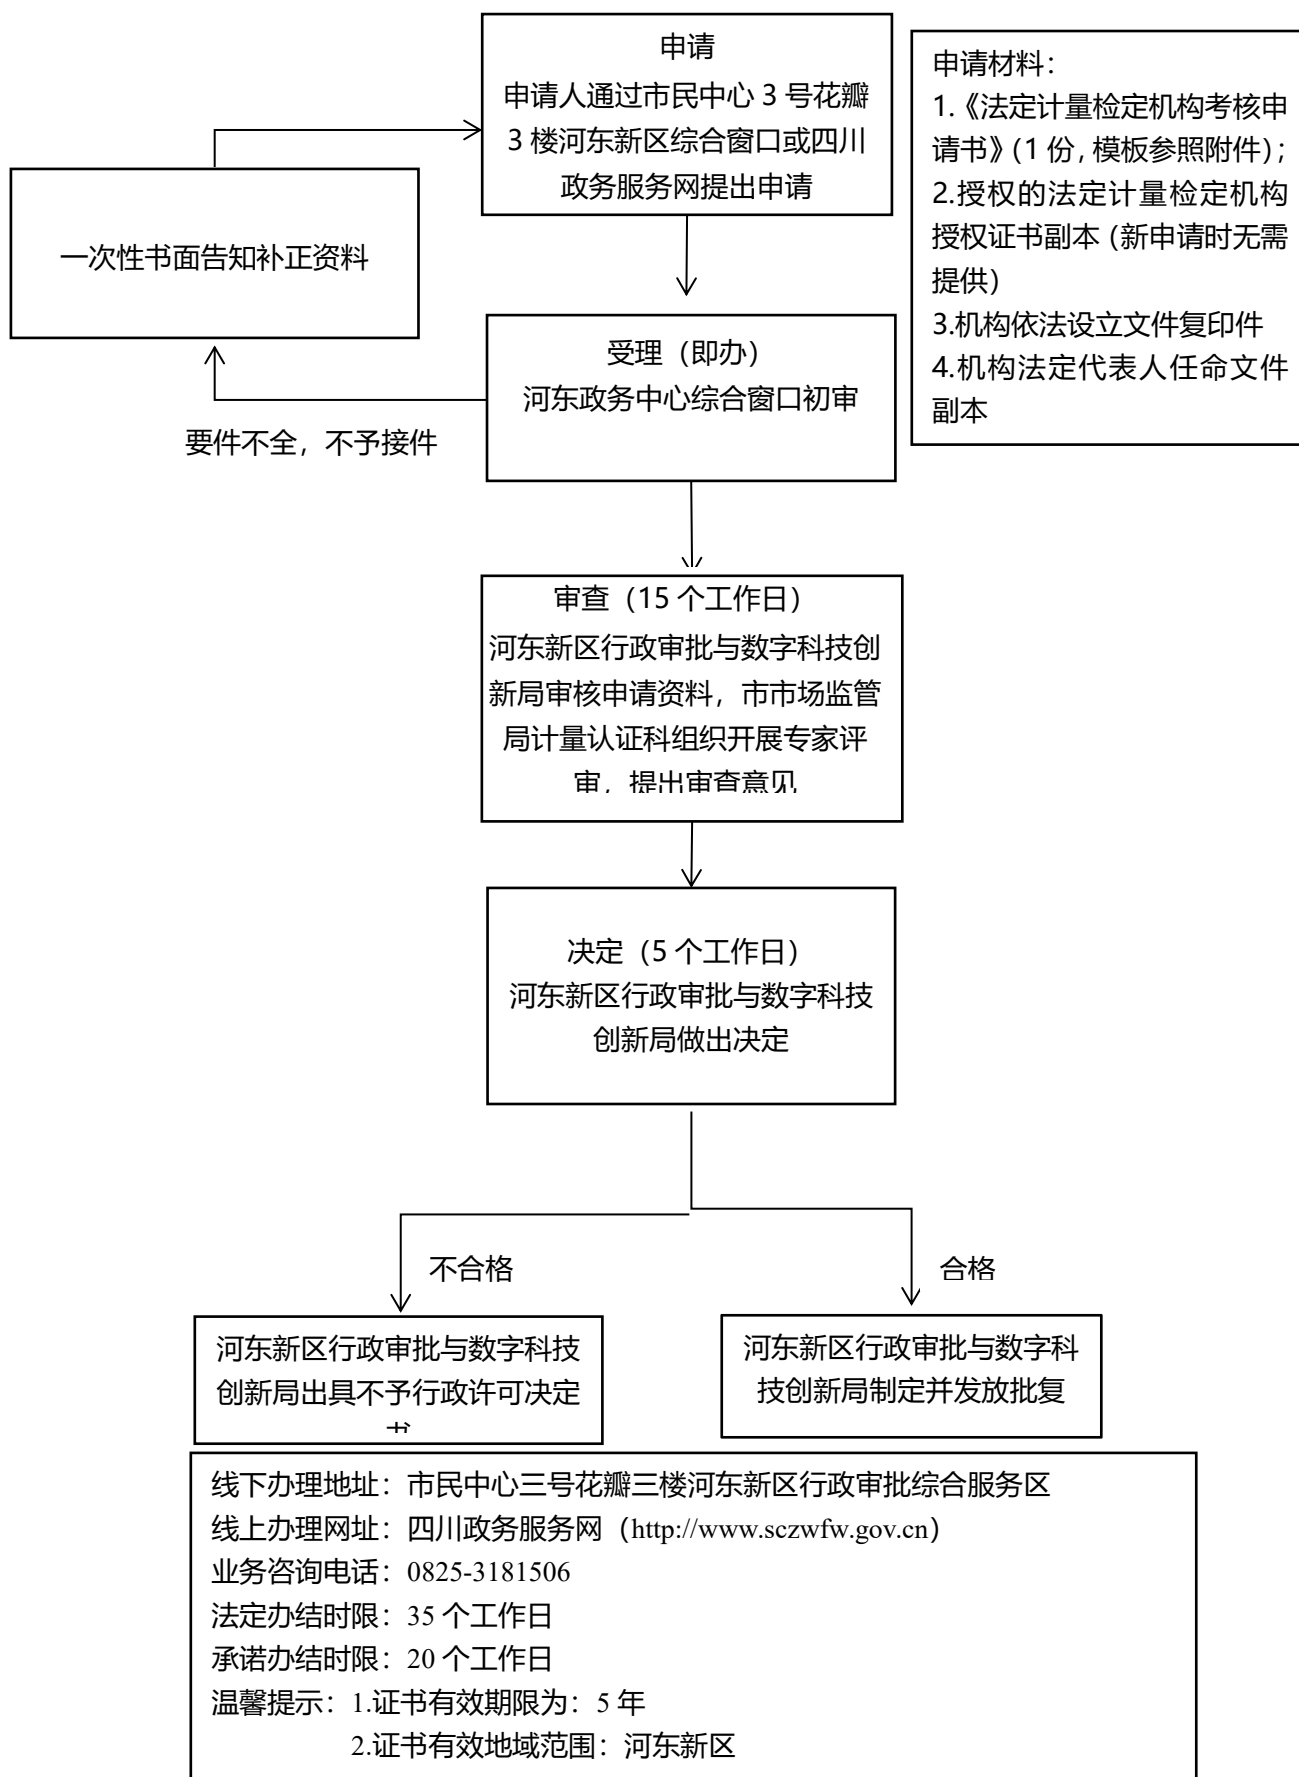 申请
申请人通过市民中心 3 号花瓣
3 楼河东新区综合窗口或四川
政务服务网提出申请
申请材料：
1.《法定计量检定机构考核申
请书》（1 份，模板参照附件）；
2.授权的法定计量检定机构
授权证书副本（新申请时无需
提供）
3.机构依法设立文件复印件
4.机构法定代表人任命文件
副本
一次性书面告知补正资料
受理（即办）
河东政务中心综合窗口初审
要件不全，不予接件
审查（15 个工作日）
河东新区行政审批与数字科技创
新局审核申请资料，市市场监管
局计量认证科组织开展专家评
审，提出审查意见
决定（5 个工作日）
河东新区行政审批与数字科技
创新局做出决定
不合格
合格
河东新区行政审批与数字科技
创新局出具不予行政许可决定
书
河东新区行政审批与数字科
技创新局制定并发放批复
线下办理地址：市民中心三号花瓣三楼河东新区行政审批综合服务区
线上办理网址：四川政务服务网（http://www.sczwfw.gov.cn）
业务咨询电话：0825-3181506
法定办结时限：35 个工作日
承诺办结时限：20 个工作日
温馨提示：1.证书有效期限为：5 年
2.证书有效地域范围：河东新区